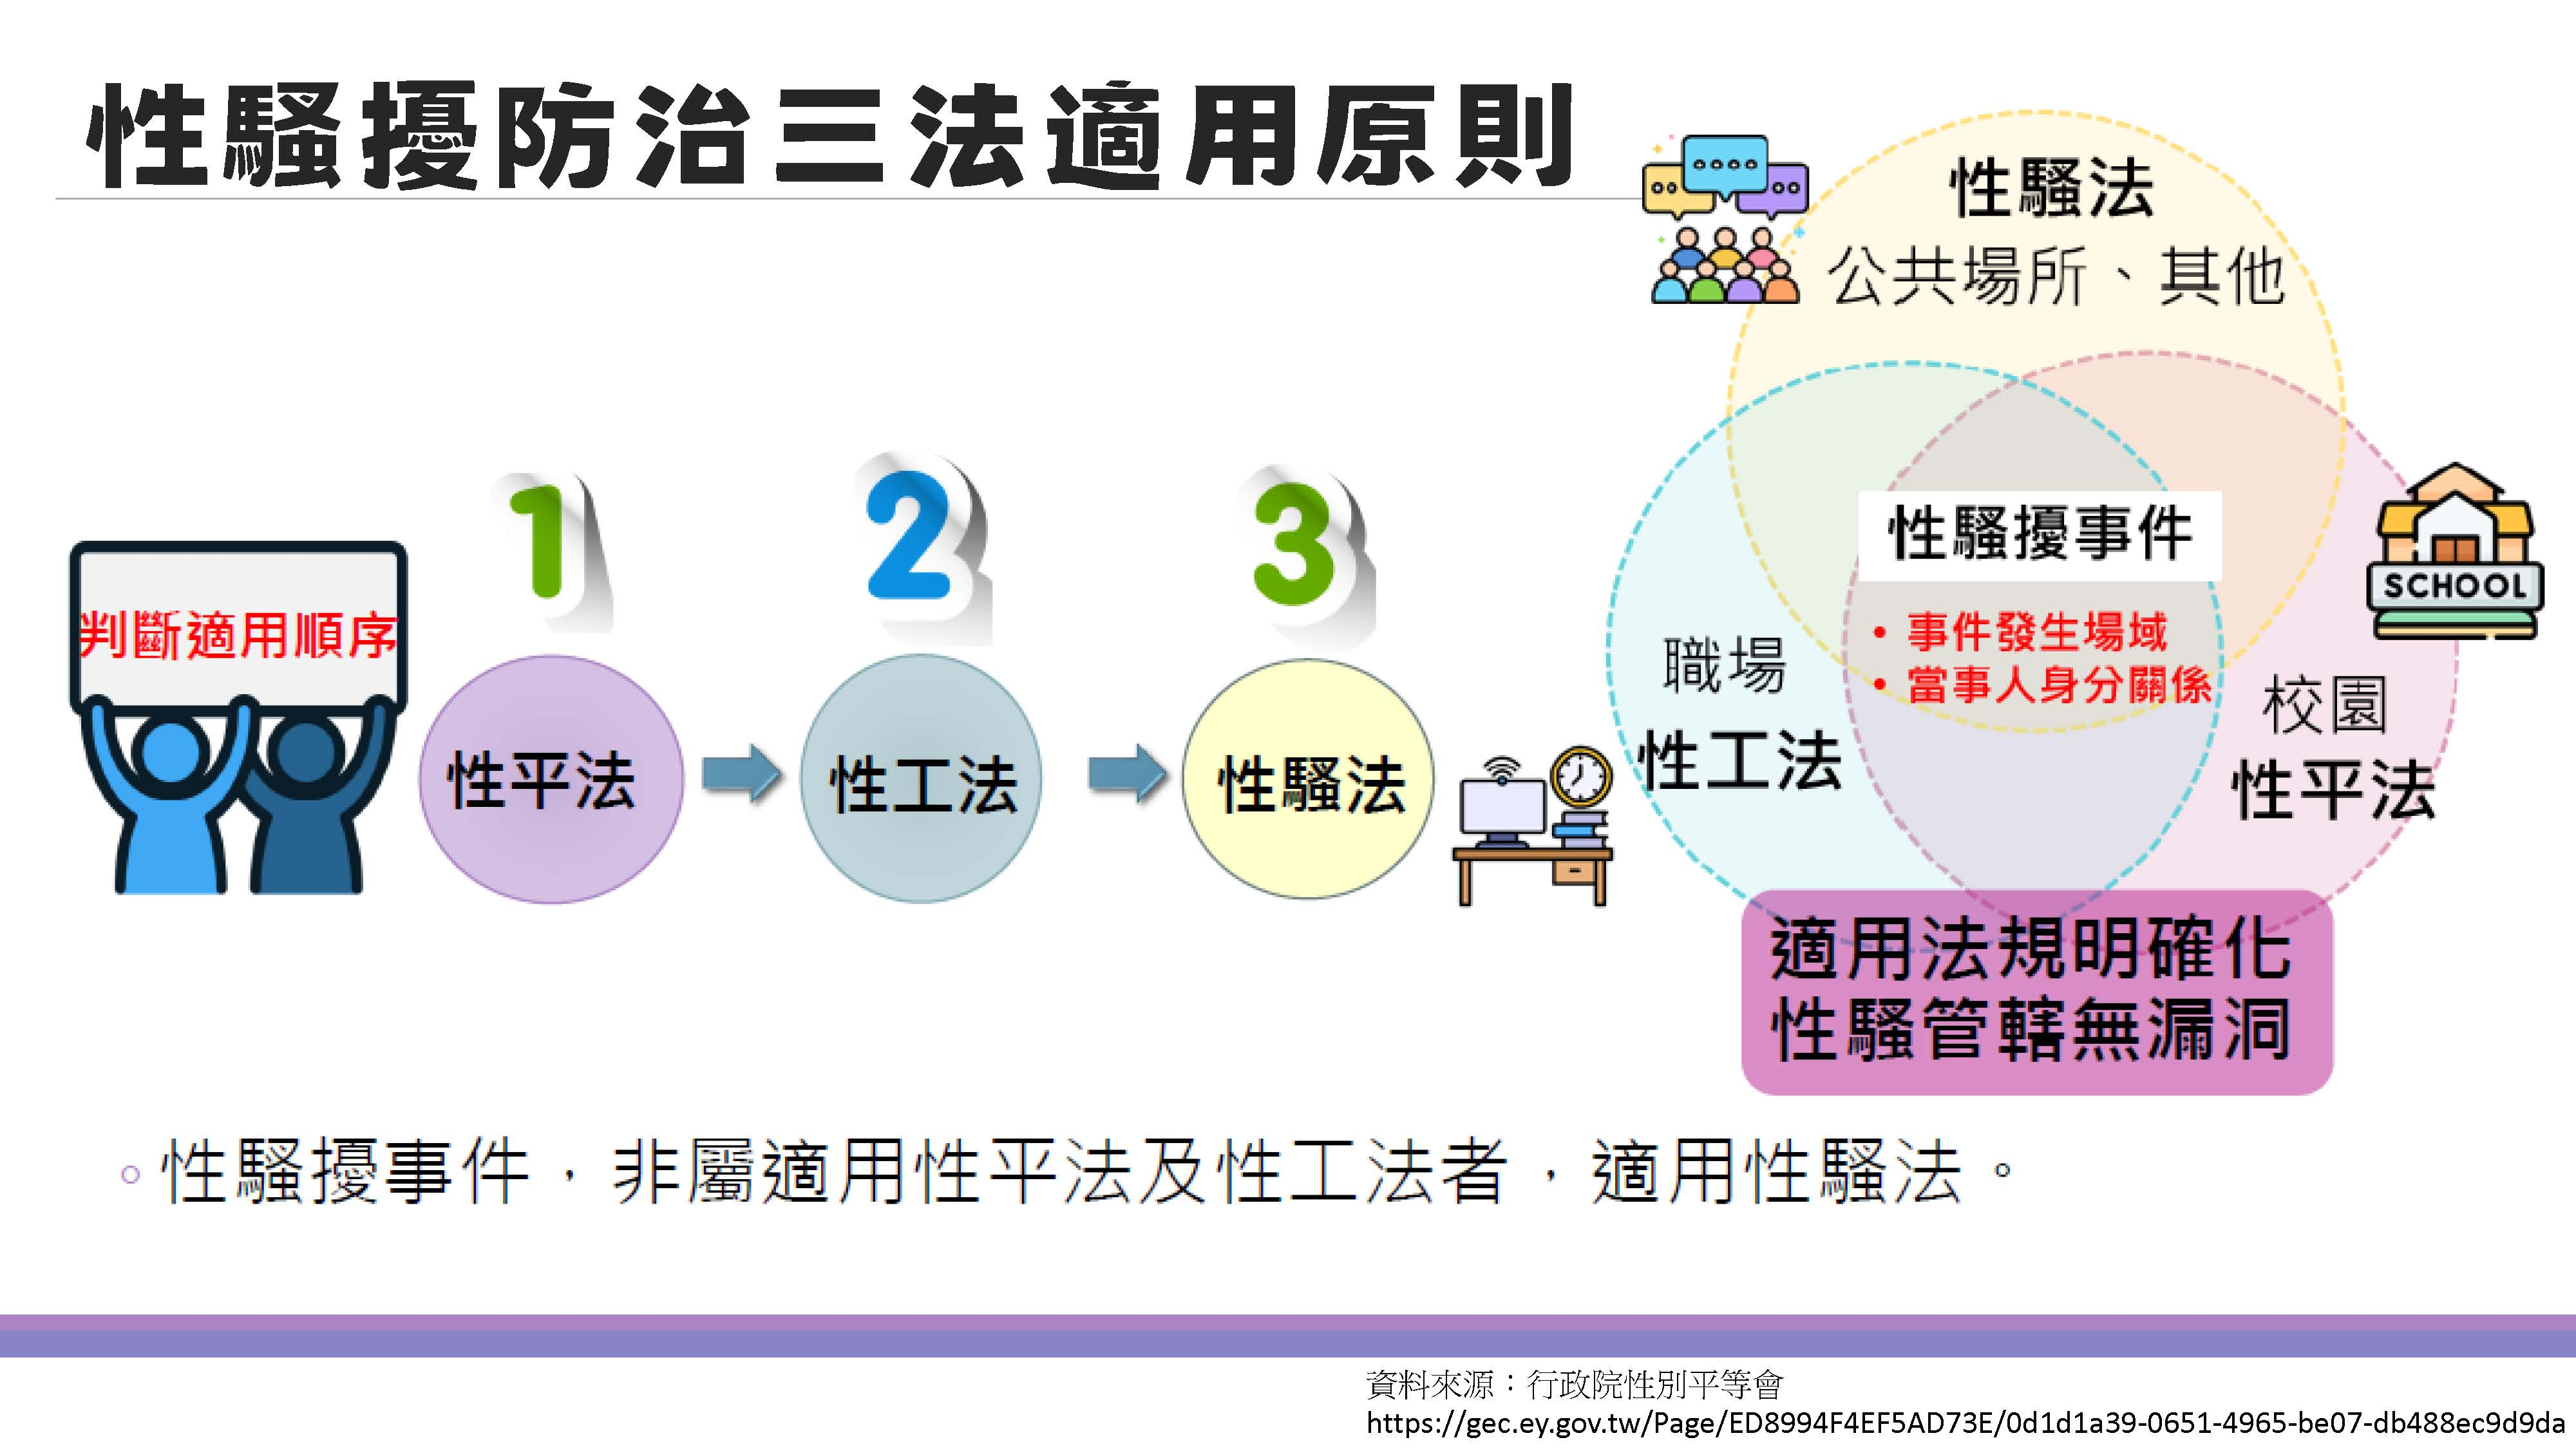 性騷擾防治三法適用原則
性騷法
公共場所、其他
判斷適用順序
1
性平法
2
性工法
3
性騷法
性騷擾事件
• 事件發生場域
• 當事人身分關係
職場
性工法
SCHOOL
校園
性平法
適用法規明確化
性騷管轄無漏洞
◦性騷擾事件，非屬適用性平法及性工法者，適用性騷法。
資料來源：行政院性別平等會
https://gec.ey.gov.tw/Page/ED8994F4EF5AD73E/0d1d1a39-0651-4965-be07-db488ec9d9da